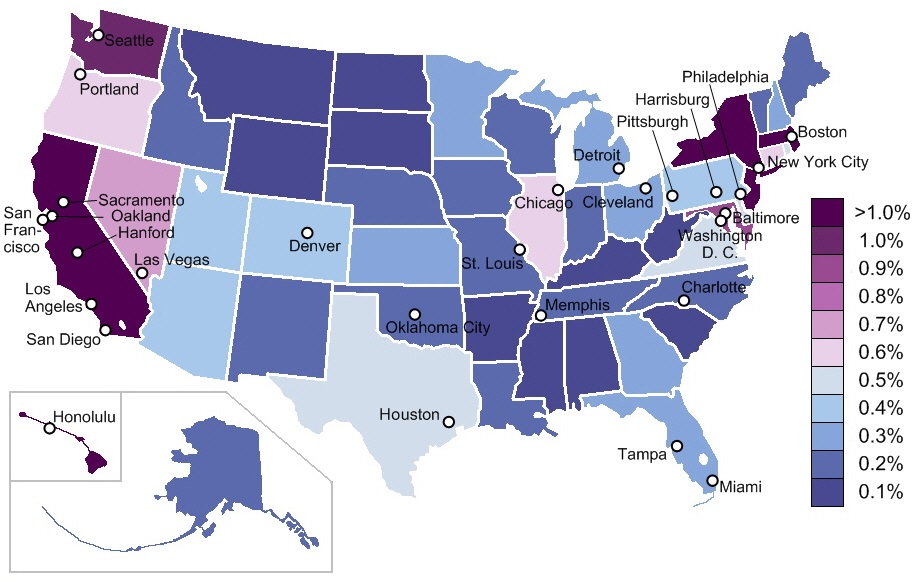 Seattle
Portland
Philadelphia
Harrisburg
Pittsburgh
Boston
New York City
Detroit
Chicago
Cleveland
Baltimore
Washington
D. C.
Sacramento
Oakland
Hanford
San
Fran-
cisco
Las Vegas
Denver
St. Louis
Los
Angeles
San Diego
Charlotte
Memphis
Oklahoma City
Houston
Tampa
Miami
Honolulu
>1.0%
1.0%
0.9%
0.8%
0.7%
0.6%
0.5%
0.4%
0.3%
0.2%
0.1%